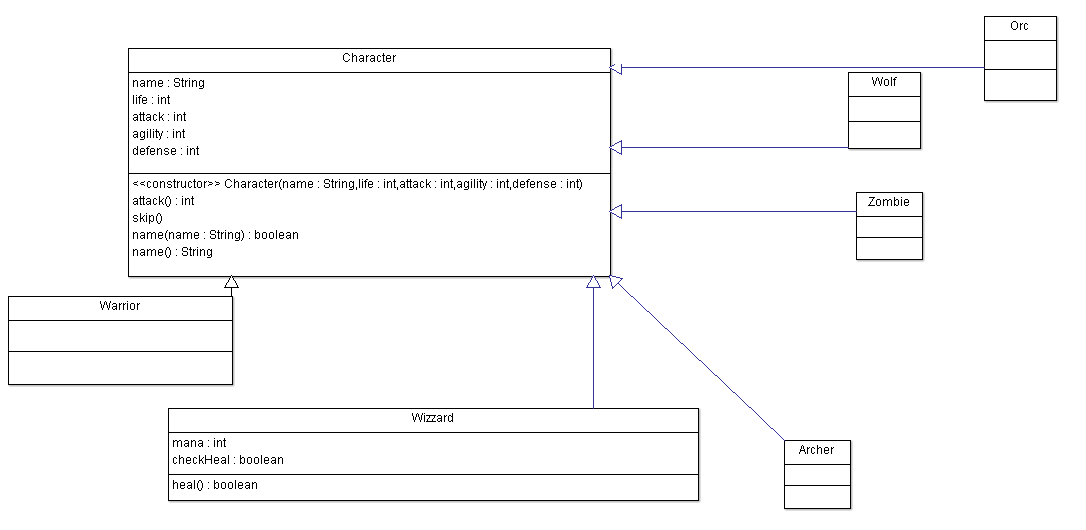 Orc
Character
Wolf
name : String
life : int
attack : int
agility : int
defense : int
<<constructor>> Character(name : String,life : int,attack : int,agility : int,defense : int)
attack() : int
skip()
name(name : String) : boolean
name() : String
Zombie
Warrior
Wizzard
mana : int
checkHeal : boolean
heal() : boolean
Archer